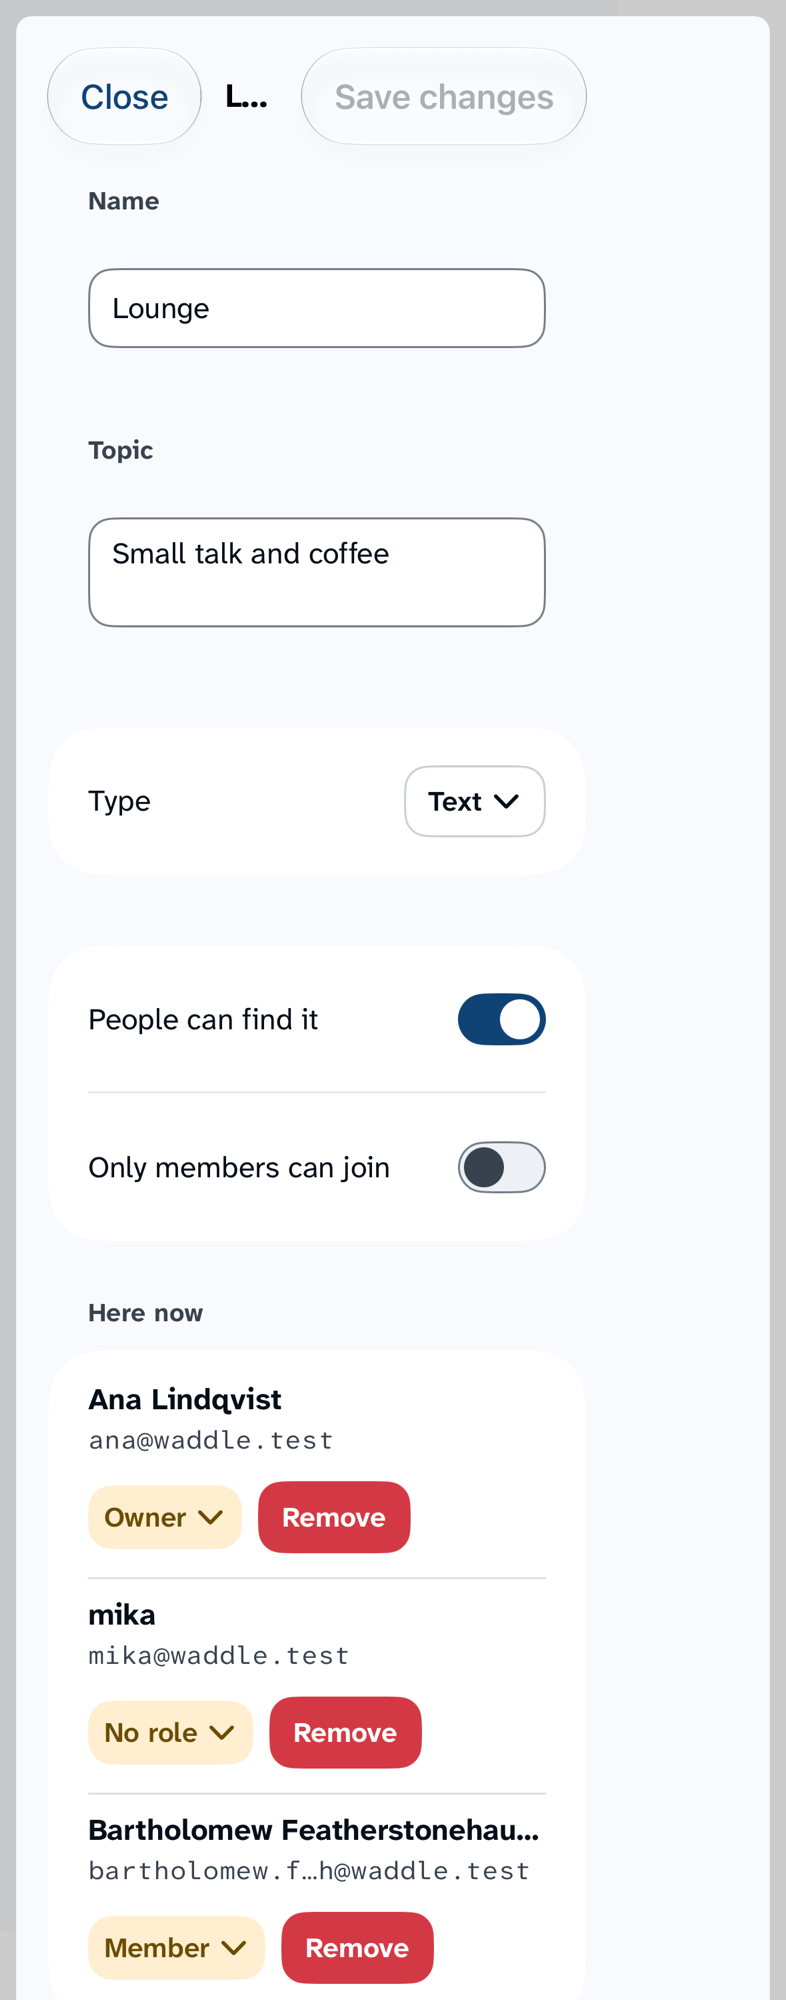 Close L... Save changes
Name
Lounge
Topic
Small talk and coffee
Type Text
People can find it
Only members can join
Here now
Ana Lindqvist
ana@waddle.test
Owner Remove
mika
mika@waddle.test
No role Remove
Bartholomew Featherstonehau...
bartholomew.f…h@waddle.test
Member Remove